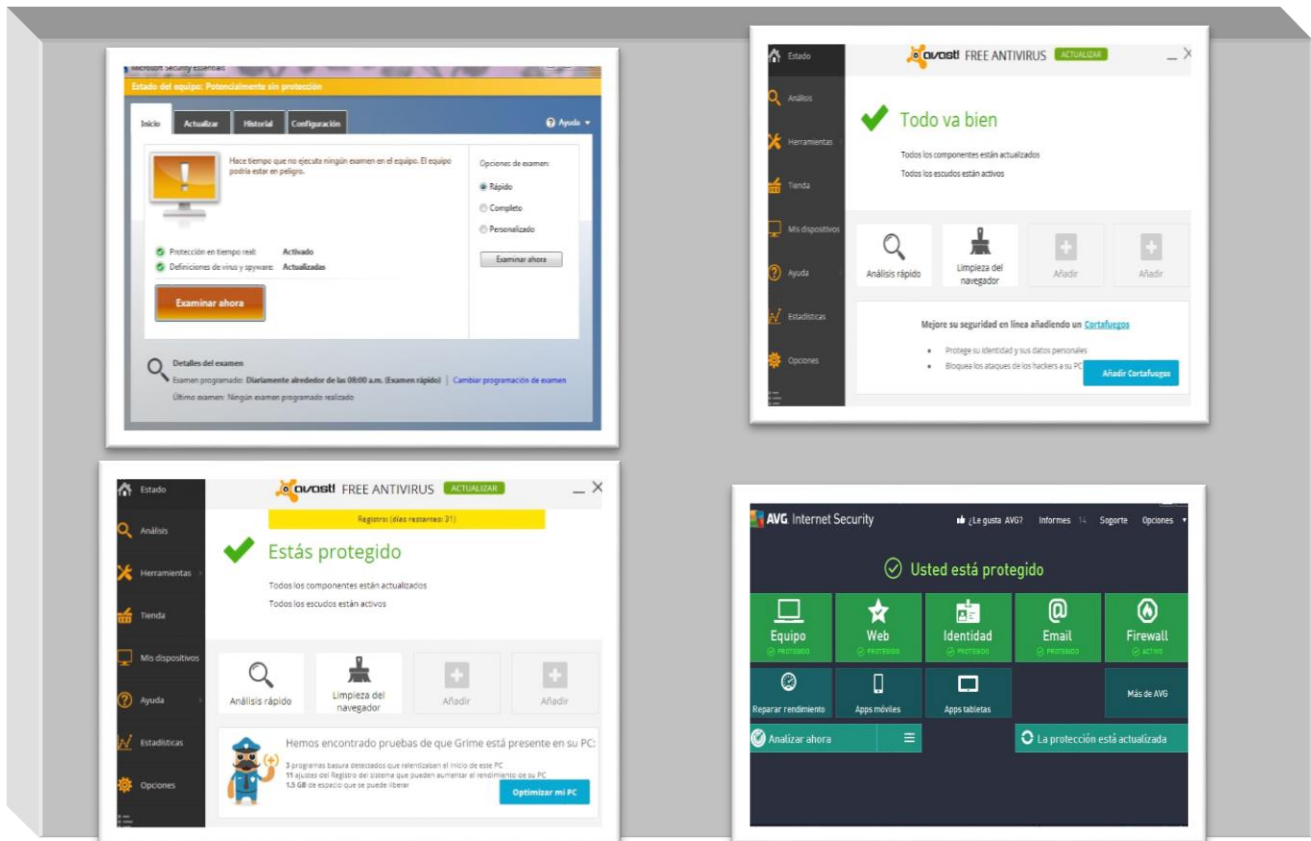 Microsoft Security Essentials
Estado del equipo: Potencialmente sin protección
Inicio Actualizar Historial Configuración Ayuda
Hace tiempo que no ejecuta ningún examen en el equipo. El equipo
podría estar en peligro.
Opciones de examen:
Rápido
Completo
Personalizado
Examinar ahora
Protección en tiempo real: Activado
Definiciones de virus y spyware: Actualizadas
Examinar ahora
Detalles del examen
Examen programado: Diariamente alrededor de las 08:00 a.m. (Examen rápido) | Cambiar programación de examen
Último examen: Ningún examen programado realizado
avast! FREE ANTIVIRUS ACTUALIZAR
Estado
Análisis
Herramientas
Tienda
Mis dispositivos
Ayuda
Estadísticas
Opciones
Todo va bien
Todos los componentes están actualizados
Todos los escudos están activos
Análisis rápido
Limpieza del
navegador
Añadir
Añadir
Mejore su seguridad en línea añadiendo un Cortafuegos
Protege su identidad y sus datos personales
Bloquea los ataques de los hackers a su PC
Añadir Cortafuegos
avast! FREE ANTIVIRUS ACTUALIZAR
Estado
Análisis
Herramientas
Tienda
Mis dispositivos
Ayuda
Estadísticas
Opciones
Registro: (días restantes: 31)
Estás protegido
Todos los componentes están actualizados
Todos los escudos están activos
Análisis rápido
Limpieza del
navegador
Añadir
Añadir
Hemos encontrado pruebas de que Grime está presente en su PC:
3 programas basura detectados que relentizaban el inicio de este PC
11 ajustes del Registro del sistema que pueden aumentar el rendimiento de su PC
1.5 GB de espacio que se puede liberar
Optimizar mi PC
AVG. Internet Security ¿Le gusta AVG? Informes 14 Soporte Opciones
Usted está protegido
Equipo Web Identidad Email Firewall
PROTEGIDO PROTEGIDO PROTEGIDO PROTEGIDO ACTIVO
Reparar rendimiento Apps móviles Apps tabletas Más de AVG
Analizar ahora La protección está actualizada